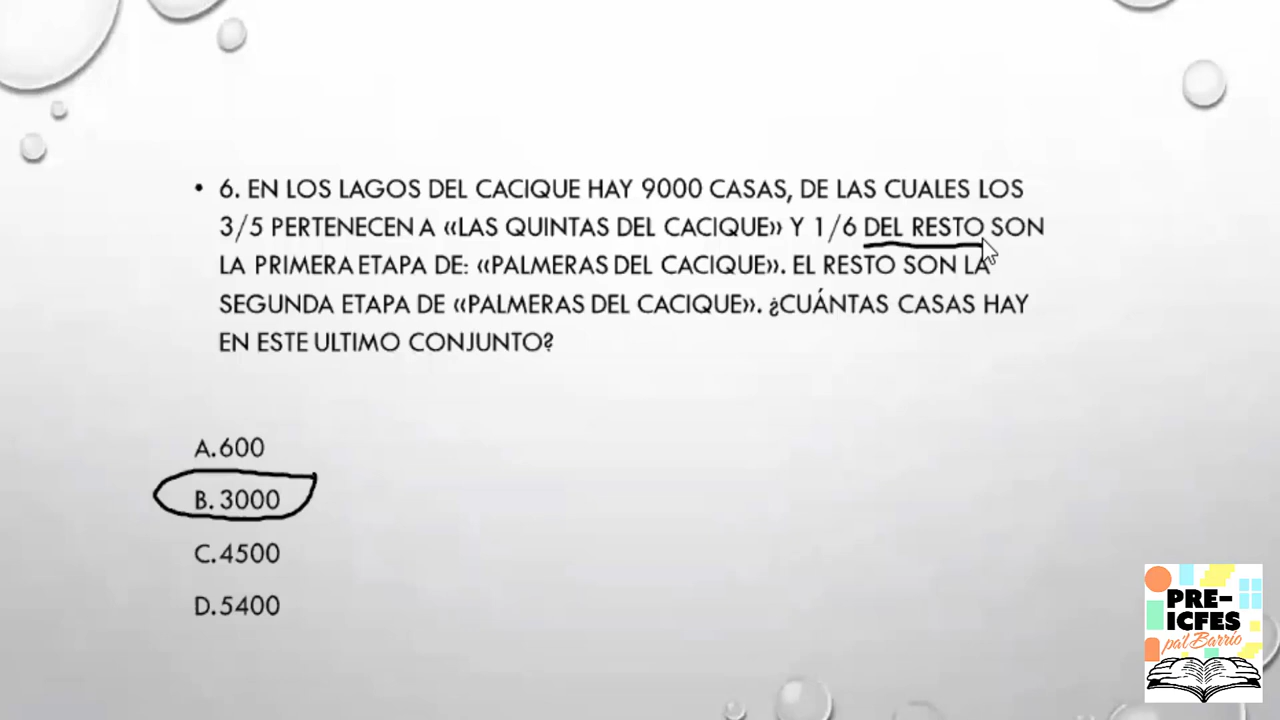 • 6. EN LOS LAGOS DEL CACIQUE HAY 9000 CASAS, DE LAS CUALES LOS
3/5 PERTENECEN A «LAS QUINTAS DEL CACIQUE» Y 1/6 DEL RESTO SON
LA PRIMERA ETAPA DE: «PALMERAS DEL CACIQUE». EL RESTO SON LA
SEGUNDA ETAPA DE «PALMERAS DEL CACIQUE». ¿CUÁNTAS CASAS HAY
EN ESTE ULTIMO CONJUNTO?
A. 600
B. 3000
C. 4500
D. 5400
PRE-
ICFES
pa'l Barrio